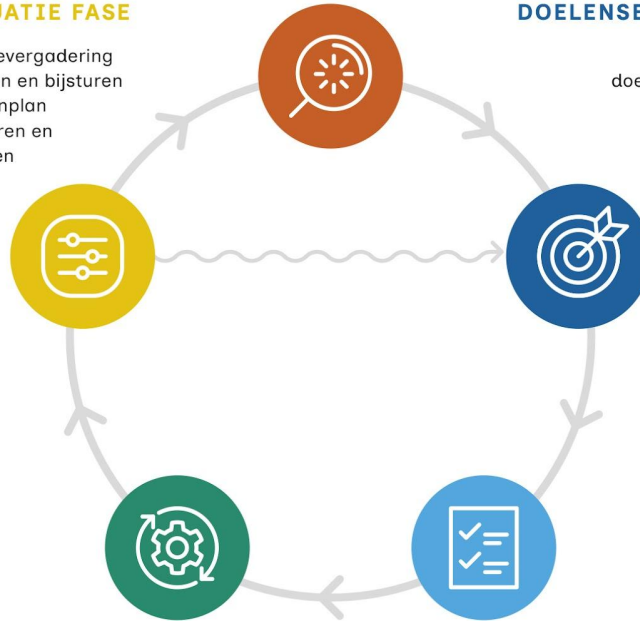 UATIE FASE
evergadering
n en bijsturen
nplan
ren en
en
DOELENSE
doe